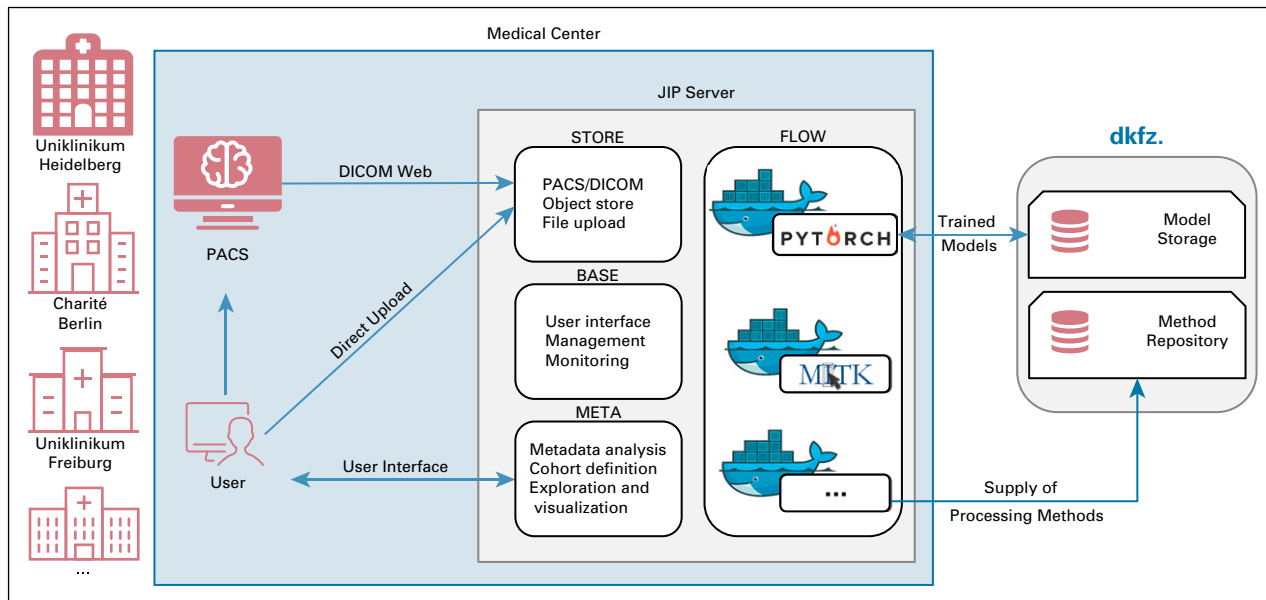 Medical Center
Uniklinikum
Heidelberg
Charité
Berlin
Uniklinikum
Freiburg
...
PACS
User
DICOM Web
Direct Upload
User Interface
JIP Server
STORE
PACS/DICOM
Object store
File upload
BASE
User interface
Management
Monitoring
META
Metadata analysis
Cohort definition
Exploration and
visualization
FLOW
PYTORCH
MITK
...
Trained
Models
Supply of
Processing Methods
dkfz.
Model
Storage
Method
Repository